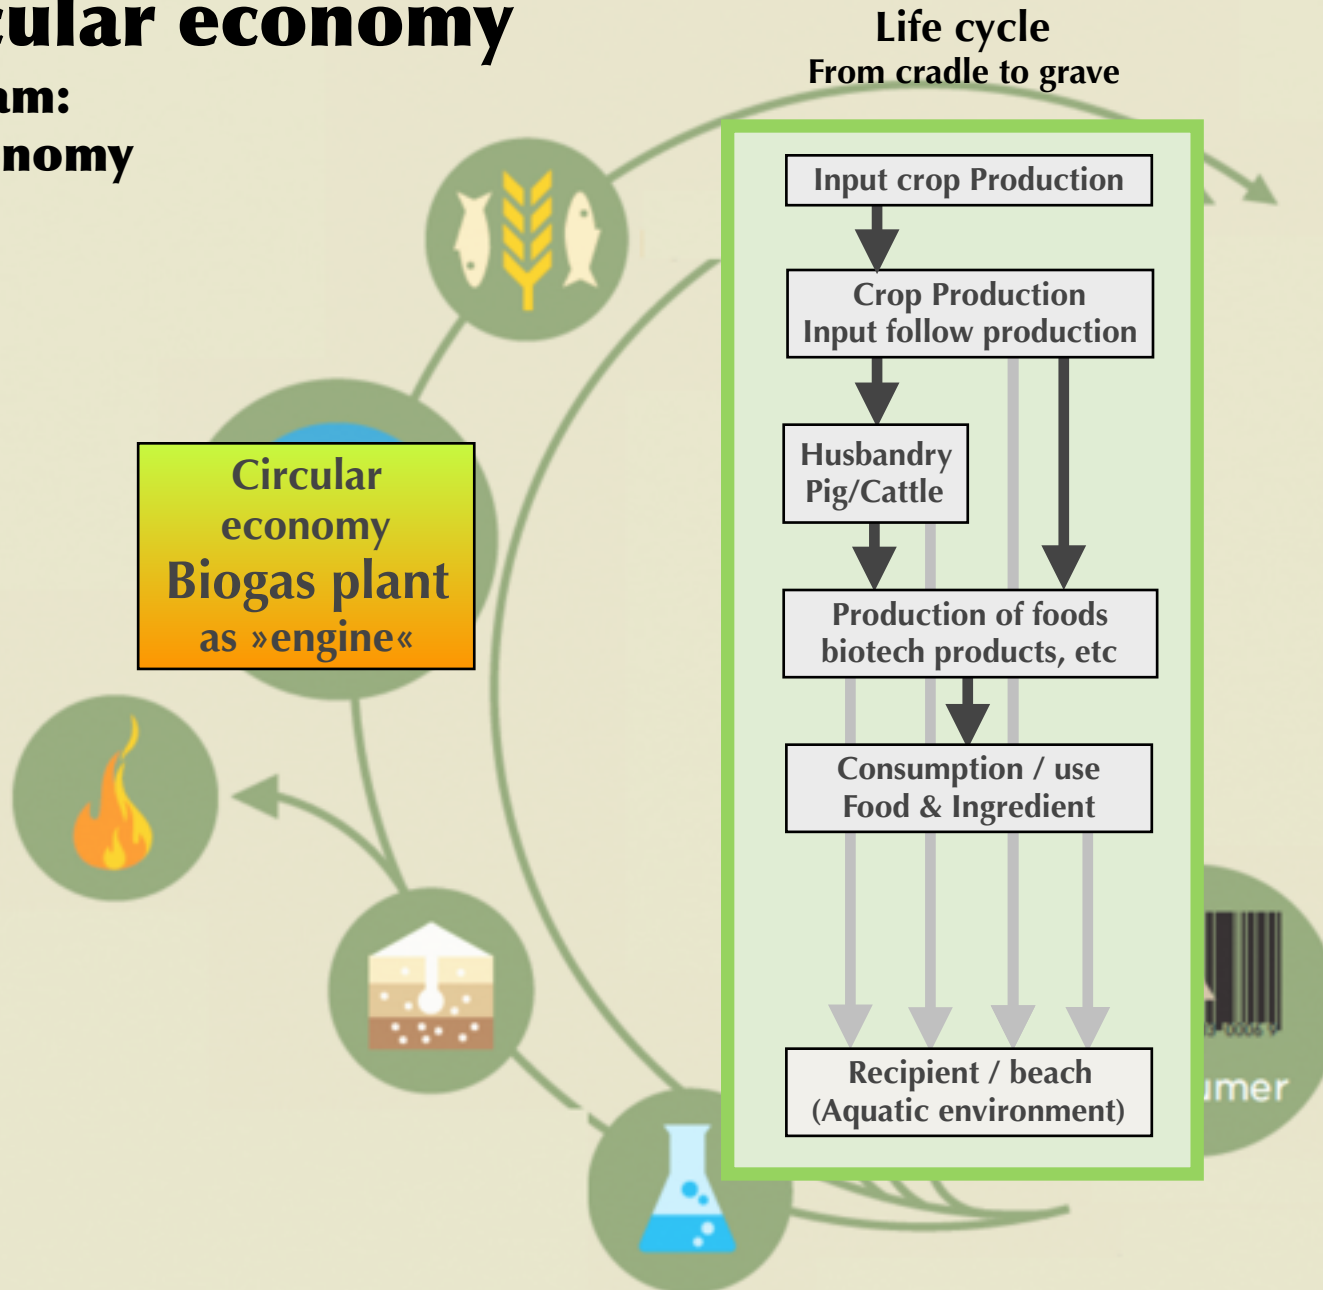 cular economy
am:
nomy
Life cycle
From cradle to grave
Input crop Production
Crop Production
Input follow production
Husbandry
Pig/Cattle
Production of foods
biotech products, etc
Consumption / use
Food & Ingredient
Recipient / beach
(Aquatic environment)
Circular
economy
Biogas plant
as »engine«
umer